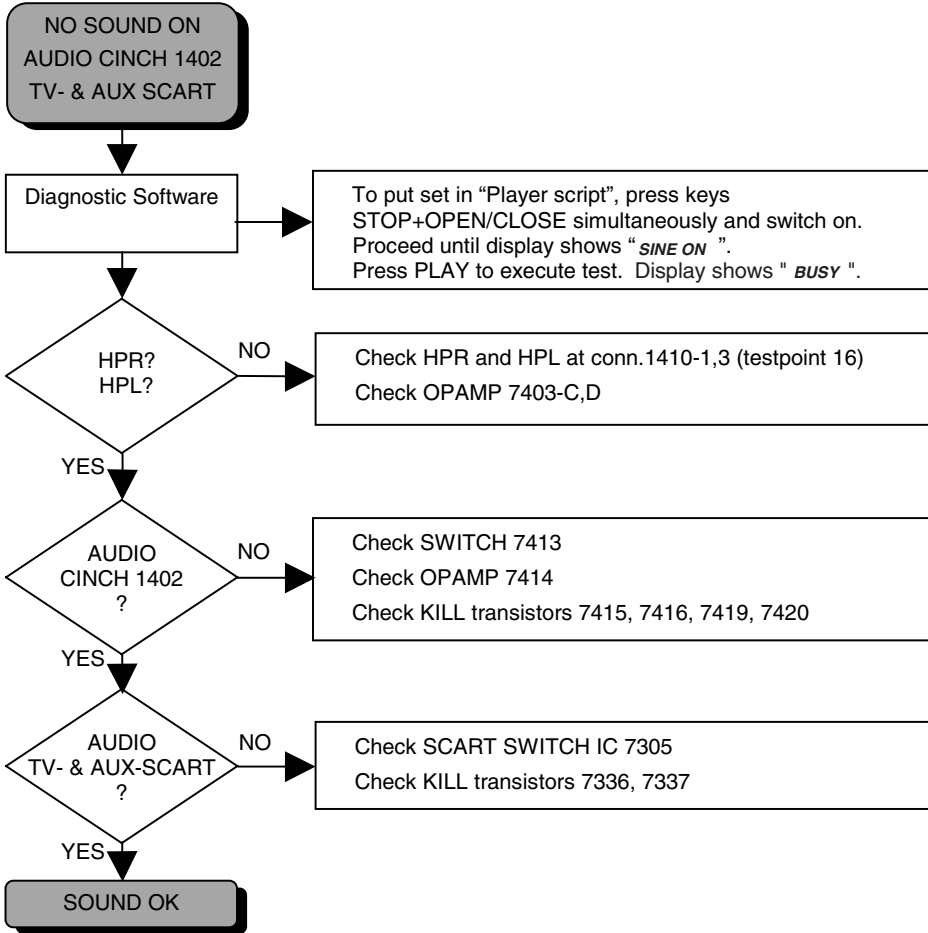 NO SOUND ON
AUDIO CINCH 1402
TV- & AUX SCART
Diagnostic Software
To put set in “Player script”, press keys
STOP+OPEN/CLOSE simultaneously and switch on.
Proceed until display shows “ SINE ON ”.
Press PLAY to execute test. Display shows " BUSY ".
HPR?
HPL?
NO
Check HPR and HPL at conn.1410-1,3 (testpoint 16)
Check OPAMP 7403-C,D
YES
AUDIO
CINCH 1402
?
NO
Check SWITCH 7413
Check OPAMP 7414
Check KILL transistors 7415, 7416, 7419, 7420
YES
AUDIO
TV- & AUX-SCART
?
NO
Check SCART SWITCH IC 7305
Check KILL transistors 7336, 7337
YES
SOUND OK